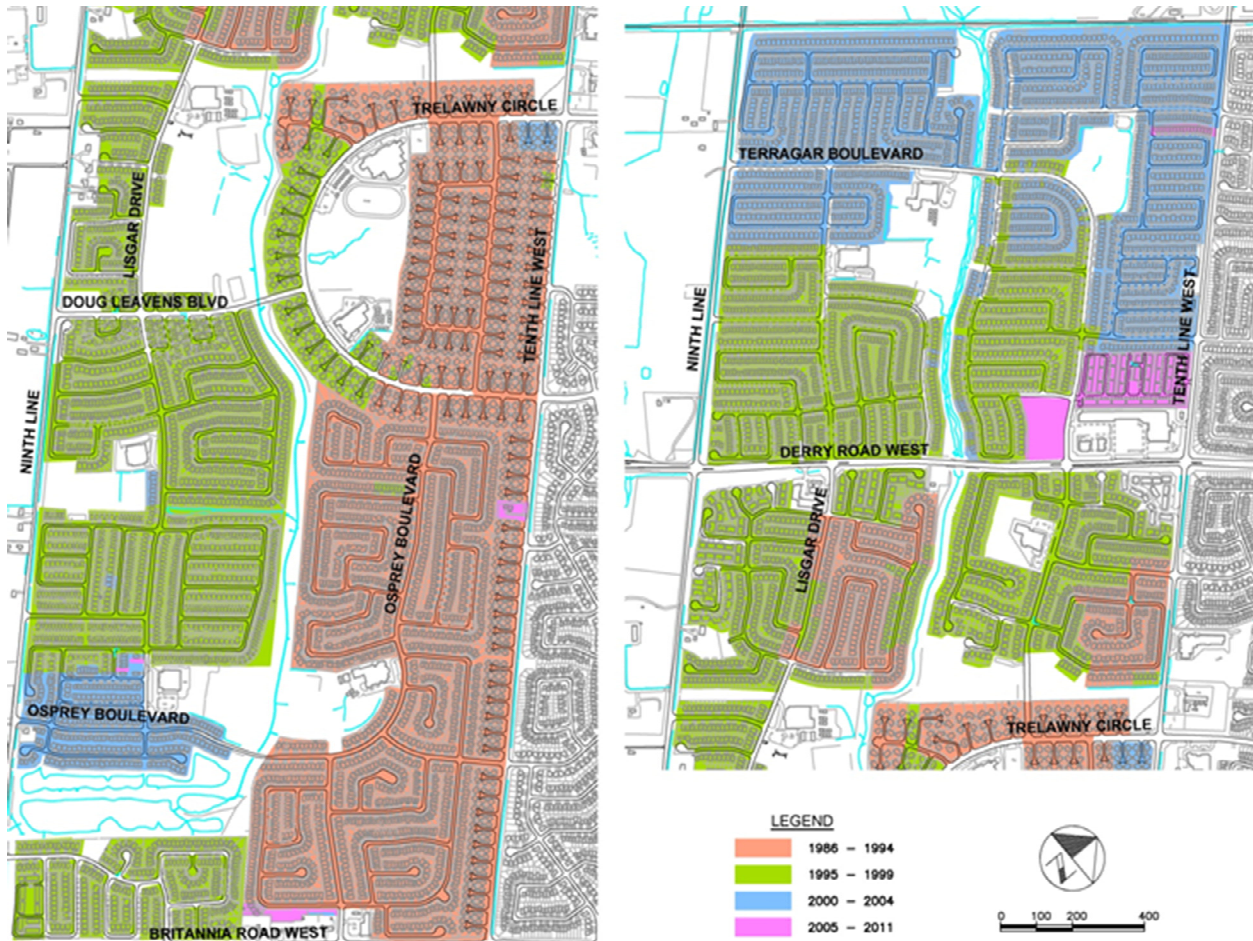 TRELAWNY CIRCLE
LISGAR DRIVE
DOUG LEAVENS BLVD
TENTH LINE WEST
NINTH LINE
OSPREY BOULEVARD
OSPREY BOULEVARD
BRITANNIA ROAD WEST
TERRAGAR BOULEVARD
NINTH LINE
TENTH LINE WEST
DERRY ROAD WEST
LISGAR DRIVE
TRELAWNY CIRCLE
LEGEND
1986 - 1994
1995 - 1999
2000 - 2004
2005 - 2011
Z
0 100 200 400